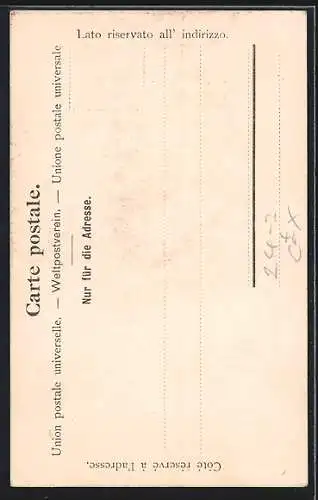 Carte postale.
Union postale universelle. — Weltpostverein. — Unione postale universale
Nur für die Adresse.
Lato riservato all' indirizzo.
Côté réservé à l'adresse.